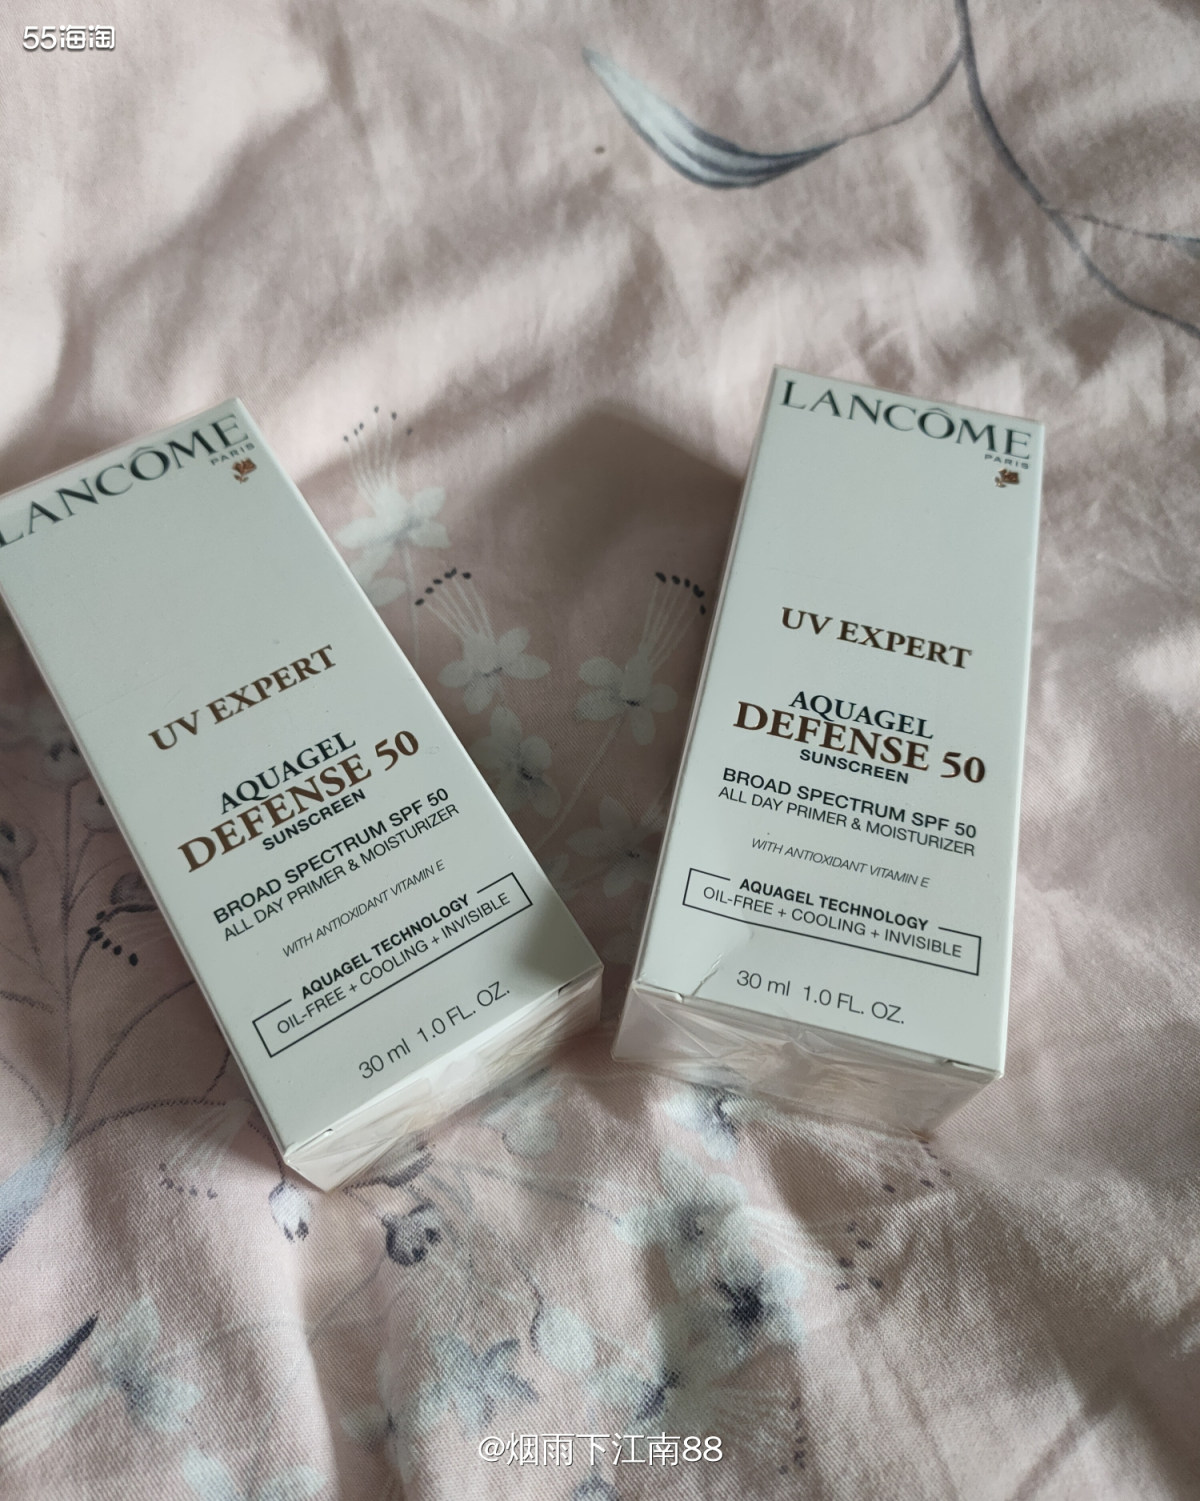 55海淘
LANCÔME
PARIS
UV EXPERT
AQUAGEL
DEFENSE 50
SUNSCREEN
BROAD SPECTRUM SPF 50
ALL DAY PRIMER & MOISTURIZER
WITH ANTIOXIDANT VITAMIN E
AQUAGEL TECHNOLOGY
OIL-FREE + COOLING + INVISIBLE
30 ml 1.0 FL. OZ.
LANCÔME
PARIS
UV EXPERT
AQUAGEL
DEFENSE 50
SUNSCREEN
BROAD SPECTRUM SPF 50
ALL DAY PRIMER & MOISTURIZER
WITH ANTIOXIDANT VITAMIN E
AQUAGEL TECHNOLOGY
OIL-FREE + COOLING + INVISIBLE
30 ml 1.0 FL. OZ.
@烟雨下江南88